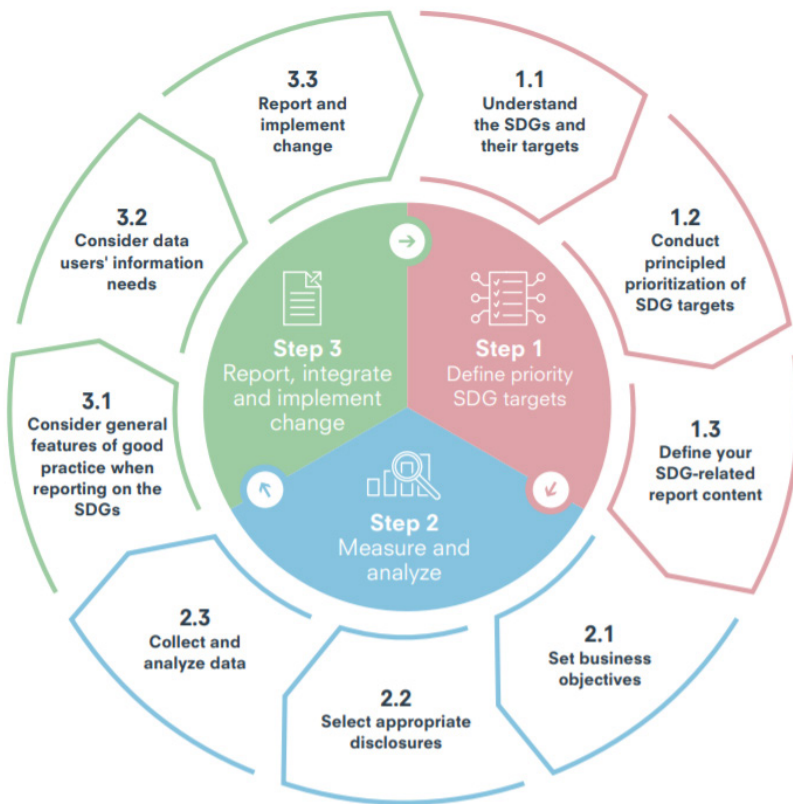 3.3
Report and
implement
change
1.1
Understand
the SDGs and
their targets
3.2
Consider data
users' information
needs
1.2
Conduct
principled
prioritization of
SDG targets
Step 3
Report, integrate
and implement
change
Step 1
Define priority
SDG targets
3.1
Consider general
features of good
practice when
reporting on the
SDGs
1.3
Define your
SDG-related
report content
Step 2
Measure and
analyze
2.3
Collect and
analyze data
2.1
Set business
objectives
2.2
Select appropriate
disclosures